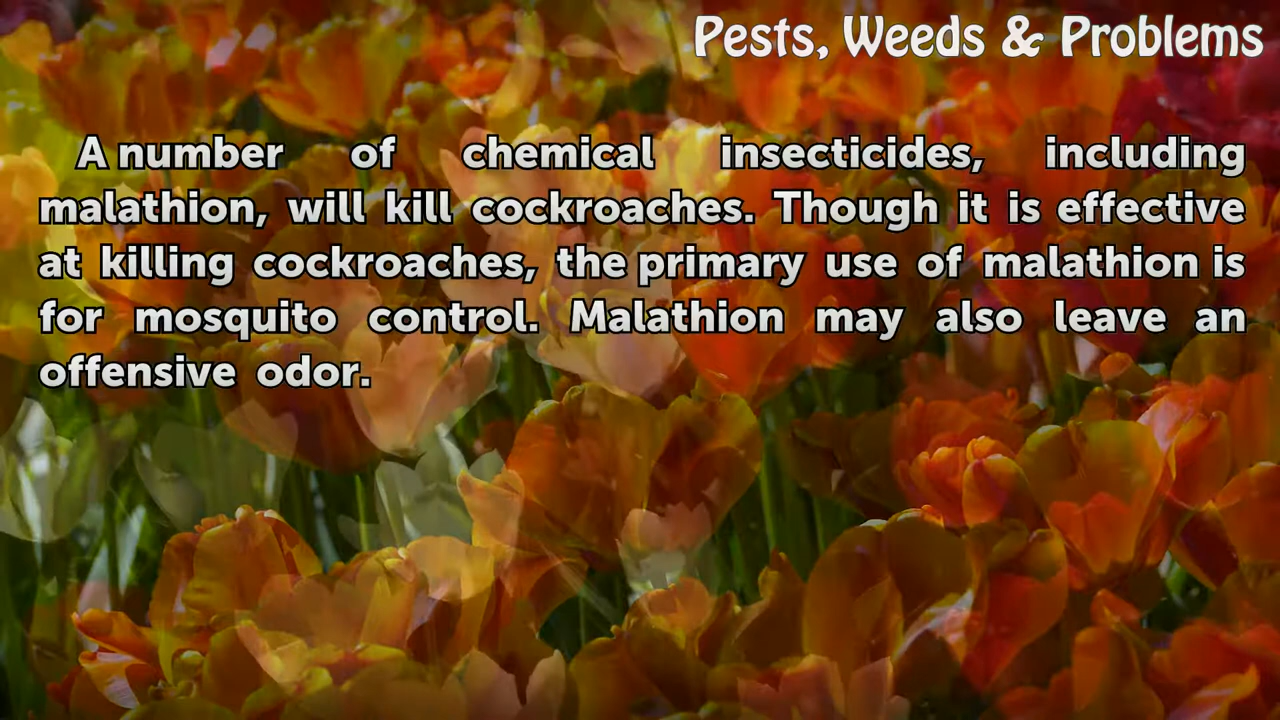 Pests, Weeds & Problems
A number of chemical insecticides, including
malathion, will kill cockroaches. Though it is effective
at killing cockroaches, the primary use of malathion is
for mosquito control. Malathion may also leave an
offensive odor.